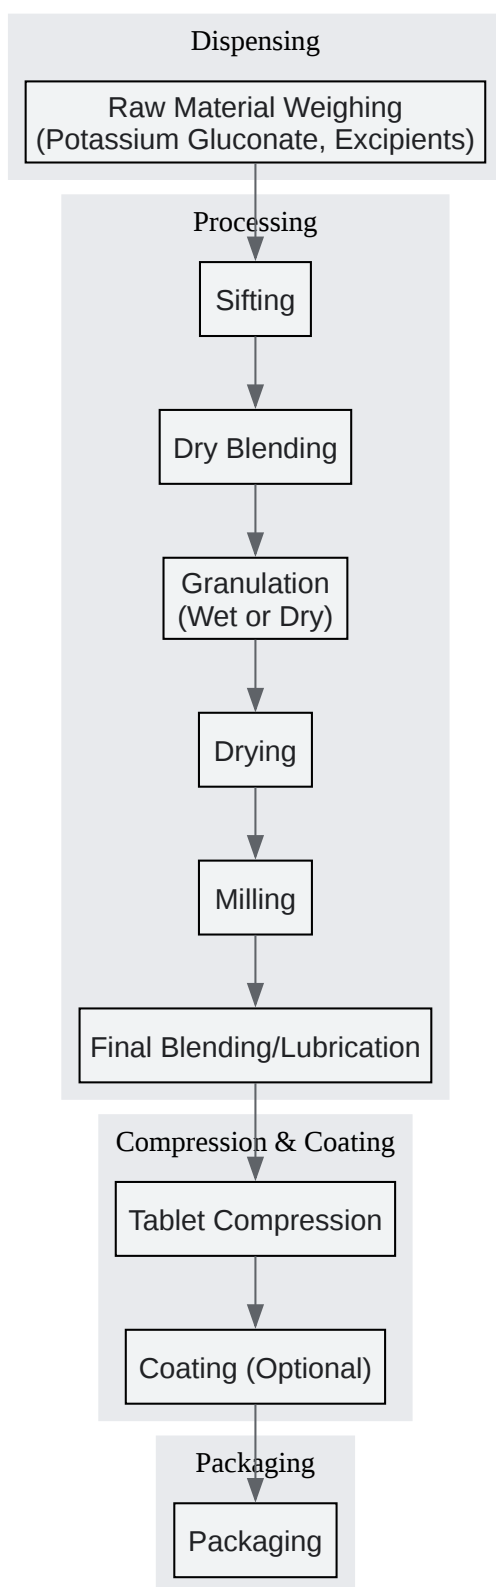 Dispensing
Raw Material Weighing
(Potassium Gluconate, Excipients)
Processing
Sifting
Dry Blending
Granulation
(Wet or Dry)
Drying
Milling
Final Blending/Lubrication
Compression & Coating
Tablet Compression
Coating (Optional)
Packaging
Packaging